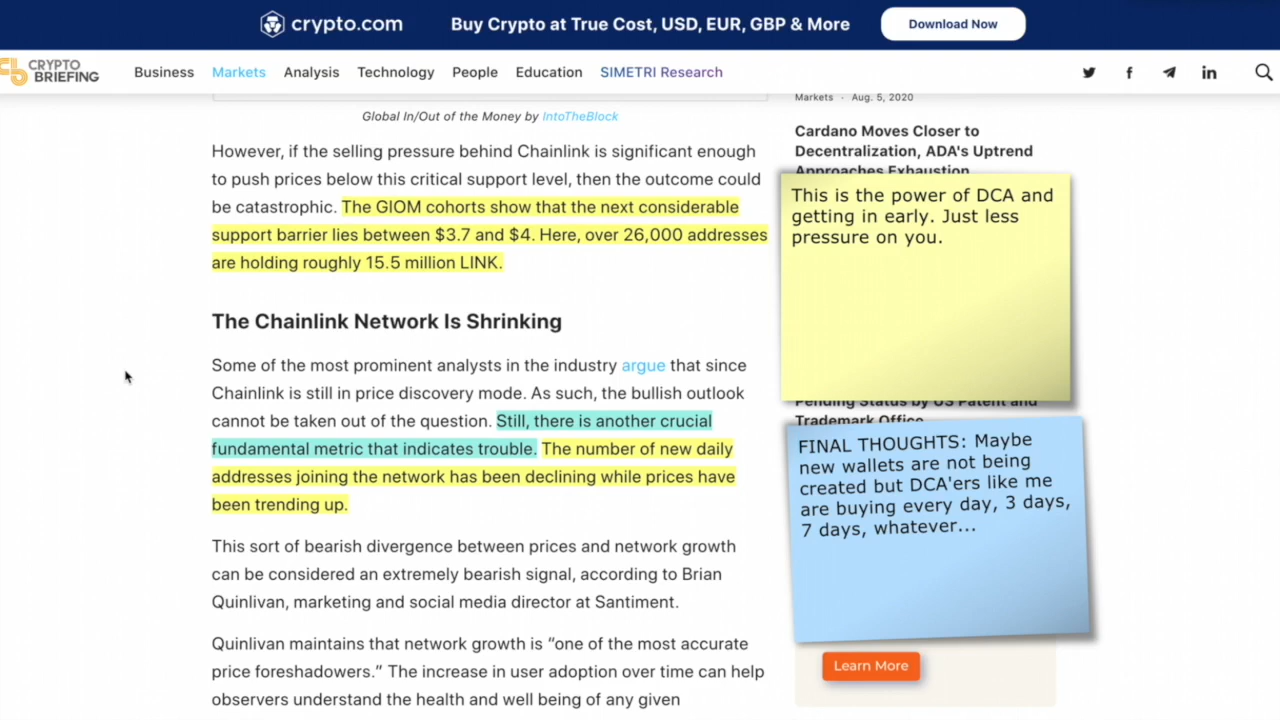 crypto.com
Buy Crypto at True Cost, USD, EUR, GBP & More
Download Now
CRYPTO
BRIEFING
Business
Markets
Analysis
Technology
People
Education
SIMETRI Research
Global In/Out of the Money by IntoTheBlock
However, if the selling pressure behind Chainlink is significant enough
to push prices below this critical support level, then the outcome could
be catastrophic. The GIOM cohorts show that the next considerable
support barrier lies between $3.7 and $4. Here, over 26,000 addresses
are holding roughly 15.5 million LINK.
The Chainlink Network Is Shrinking
Some of the most prominent analysts in the industry argue that since
Chainlink is still in price discovery mode. As such, the bullish outlook
cannot be taken out of the question. Still, there is another crucial
fundamental metric that indicates trouble. The number of new daily
addresses joining the network has been declining while prices have
been trending up.
This sort of bearish divergence between prices and network growth
can be considered an extremely bearish signal, according to Brian
Quinlivan, marketing and social media director at Santiment.
Quinlivan maintains that network growth is “one of the most accurate
price foreshadowers.” The increase in user adoption over time can help
observers understand the health and well being of any given
Markets · Aug. 5, 2020
Cardano Moves Closer to
Decentralization, ADA's Uptrend
Approaches Exhaustion
This is the power of DCA and
getting in early. Just less
pressure on you.
Pending Status by US Patent and
Trademark Office
FINAL THOUGHTS: Maybe
new wallets are not being
created but DCA'ers like me
are buying every day, 3 days,
7 days, whatever...
Learn More